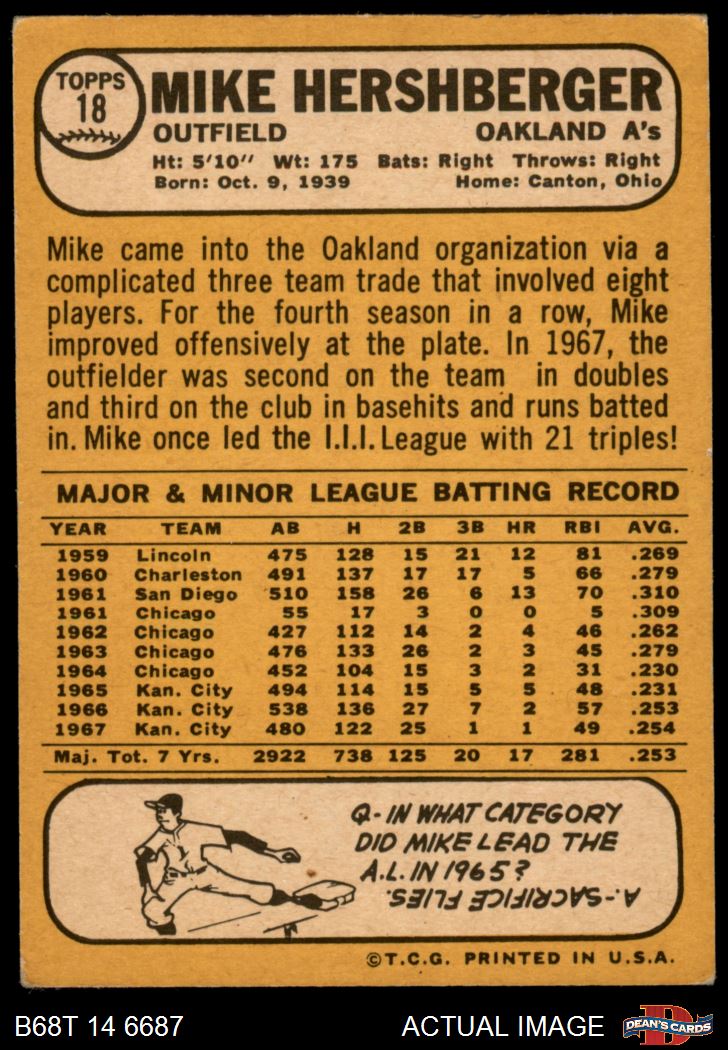 TOPPS
18
MIKE HERSHBERGER
OUTFIELD OAKLAND A's
Ht: 5'10" Wt: 175 Bats: Right Throws: Right
Born: Oct. 9, 1939 Home: Canton, Ohio
Mike came into the Oakland organization via a
complicated three team trade that involved eight
players. For the fourth season in a row, Mike
improved offensively at the plate. In 1967, the
outfielder was second on the team in doubles
and third on the club in basehits and runs batted
in. Mike once led the I.I.I. League with 21 triples!
MAJOR & MINOR LEAGUE BATTING RECORD
YEAR TEAM AB H 2B 3B HR RBI AVG.
1959 Lincoln 475 128 15 21 12 81 .269
1960 Charleston 491 137 17 17 5 66 .279
1961 San Diego 510 158 26 6 13 70 .310
1961 Chicago 55 17 3 0 0 5 .309
1962 Chicago 427 112 14 2 4 46 .262
1963 Chicago 476 133 26 2 3 45 .279
1964 Chicago 452 104 15 3 2 31 .230
1965 Kan. City 494 114 15 5 5 48 .231
1966 Kan. City 538 136 27 7 2 57 .253
1967 Kan. City 480 122 25 1 1 49 .254
Maj. Tot. 7 Yrs. 2922 738 125 20 17 281 .253
Q-IN WHAT CATEGORY
DID MIKE LEAD THE
A.L. IN 1965?
A-SACRIFICE FLIES.
©T.C.G. PRINTED IN U.S.A.
B68T 14 6687 ACTUAL IMAGE D DEAN'S CARDS